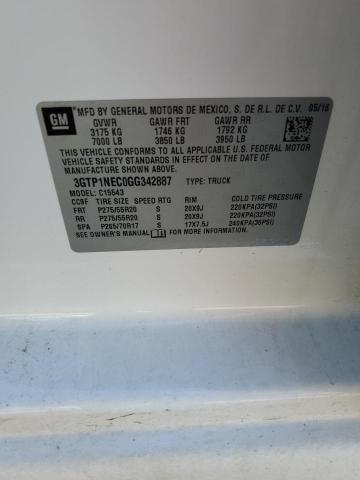 GM
MFD BY GENERAL MOTORS DE MEXICO, S. DE R.L. DE C.V. 05/16
GVWR GAWR FRT GAWR RR
3175 KG 1746 KG 1792 KG
7000 LB 3850 LB 3950 LB
THIS VEHICLE CONFORMS TO ALL APPLICABLE U.S. FEDERAL MOTOR
VEHICLE SAFETY STANDARDS IN EFFECT ON THE DATE OF
MANUFACTURE SHOWN ABOVE.
3GTP1NEC0GG342887 TYPE: TRUCK
MODEL: C15543
CC9F TIRE SIZE SPEED RTG RIM COLD TIRE PRESSURE
FRT P275/55R20 S 20X9J 220KPA(32PSI)
RR P275/55R20 S 20X9J 220KPA(32PSI)
SPA P265/70R17 S 17X7.5J 240KPA(35PSI)
SEE OWNER'S MANUAL FOR ADDITIONAL INFORMATION